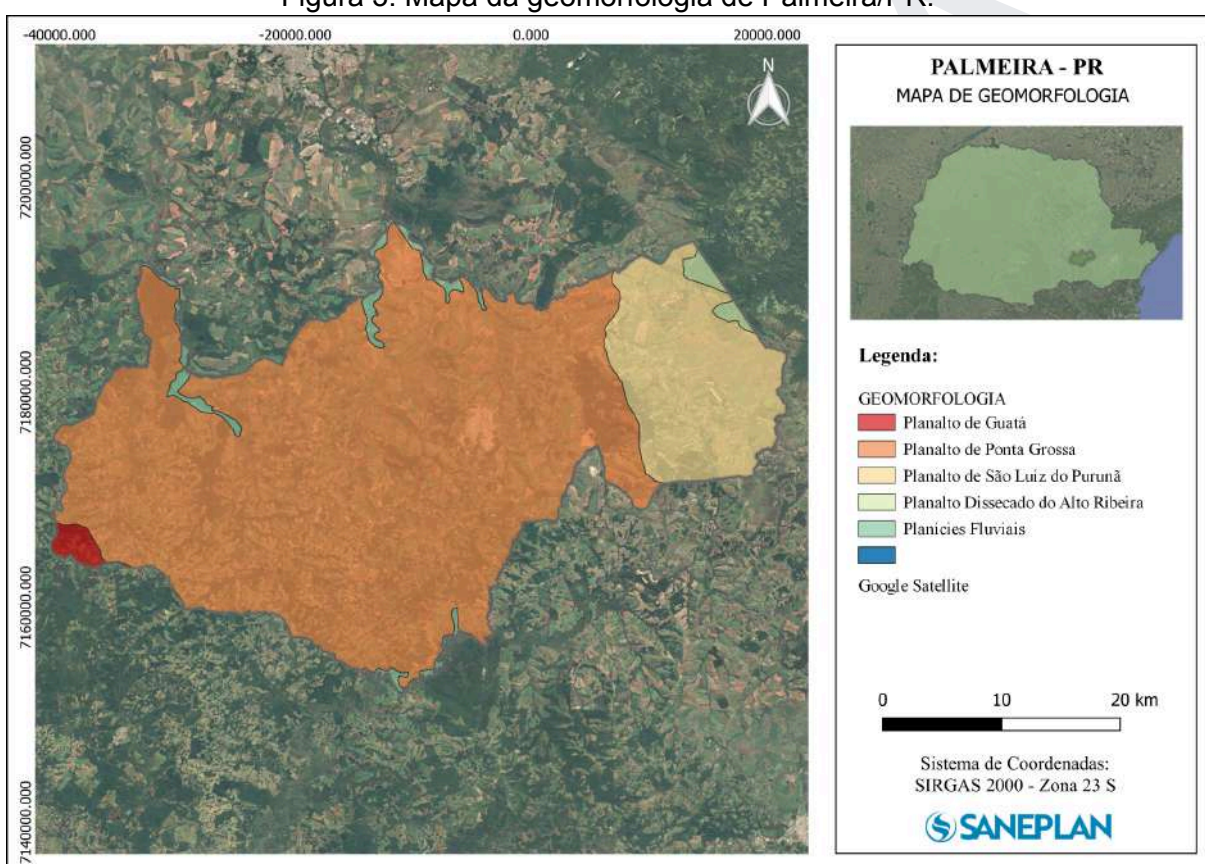 Figura 5. Mapa da geomorfologia de Palmeira/PR.
-40000.000 -20000.000 0.000 20000.000
7200000.000
7180000.000
7160000.000
7140000.000
N
PALMEIRA - PR
MAPA DE GEOMORFOLOGIA
Legenda:
GEOMORFOLOGIA
Planalto de Guatá
Planalto de Ponta Grossa
Planalto de São Luiz do Purunã
Planalto Dissecado do Alto Ribeira
Planicies Fluviais
Google Satellite
0 10 20 km
Sistema de Coordenadas:
SIRGAS 2000 - Zona 23 S
SANEPLAN